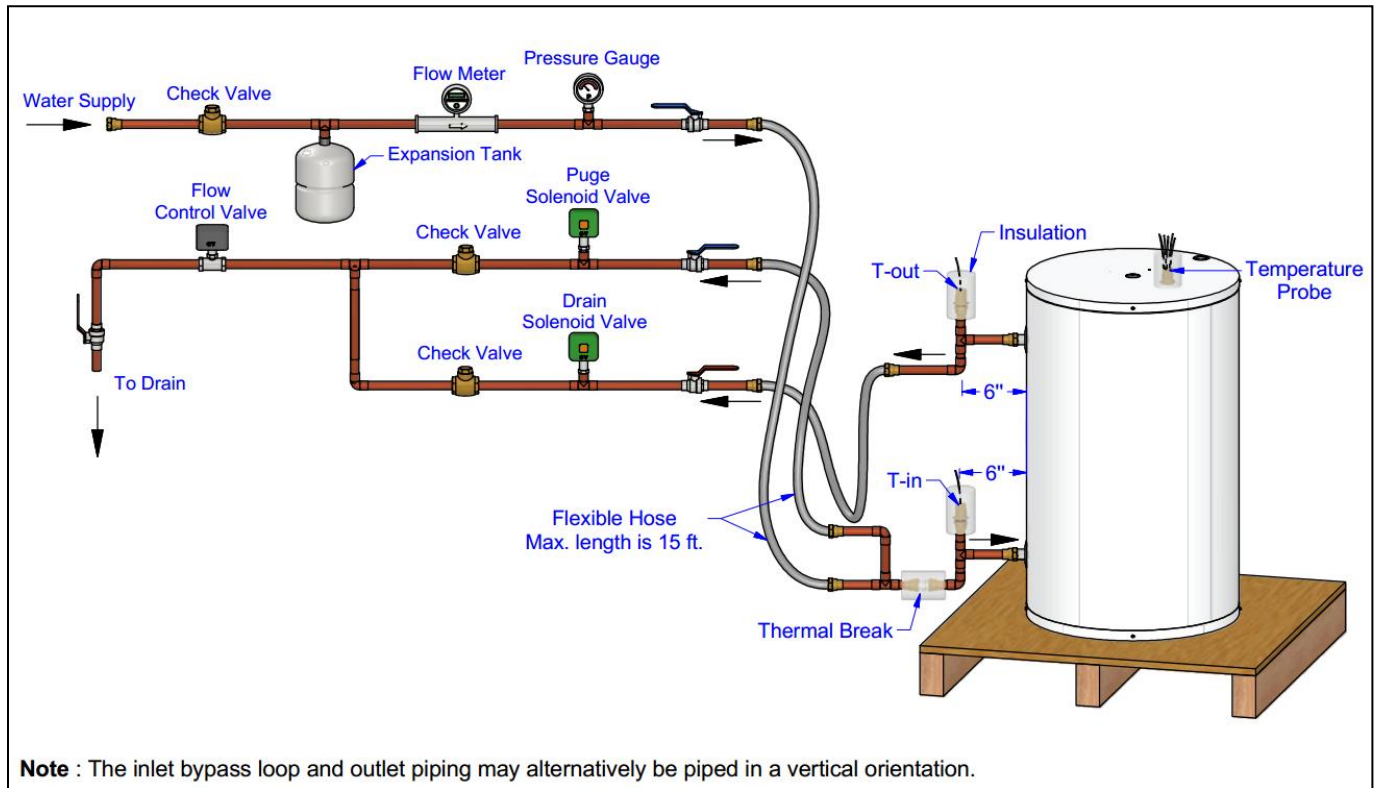 Pressure Gauge
Flow Meter
Check Valve
Water Supply
Expansion Tank
Flow
Control Valve
Puge
Solenoid Valve
Check Valve
Insulation
T-out
Temperature
Probe
Drain
Solenoid Valve
Check Valve
To Drain
6"
6"
T-in
Flexible Hose
Max. length is 15 ft.
Thermal Break
Note : The inlet bypass loop and outlet piping may alternatively be piped in a vertical orientation.